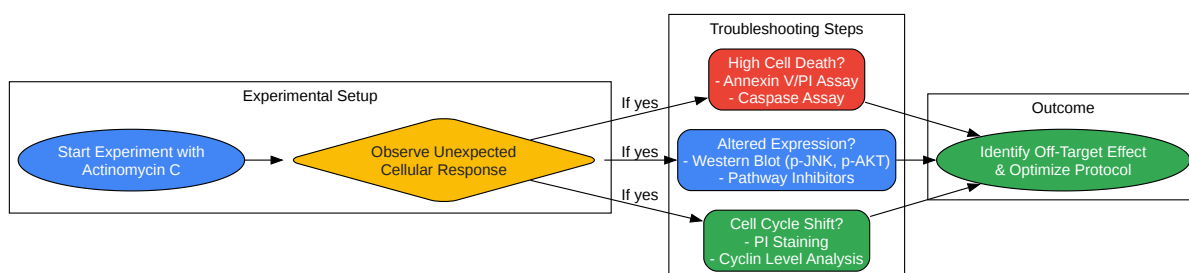 Experimental Setup
Start Experiment with
Actinomycin C
Observe Unexpected
Cellular Response
If yes
If yes
If yes
Troubleshooting Steps
High Cell Death?
- Annexin V/PI Assay
- Caspase Assay
Altered Expression?
- Western Blot (p-JNK, p-AKT)
- Pathway Inhibitors
Cell Cycle Shift?
- PI Staining
- Cyclin Level Analysis
Outcome
Identify Off-Target Effect
& Optimize Protocol